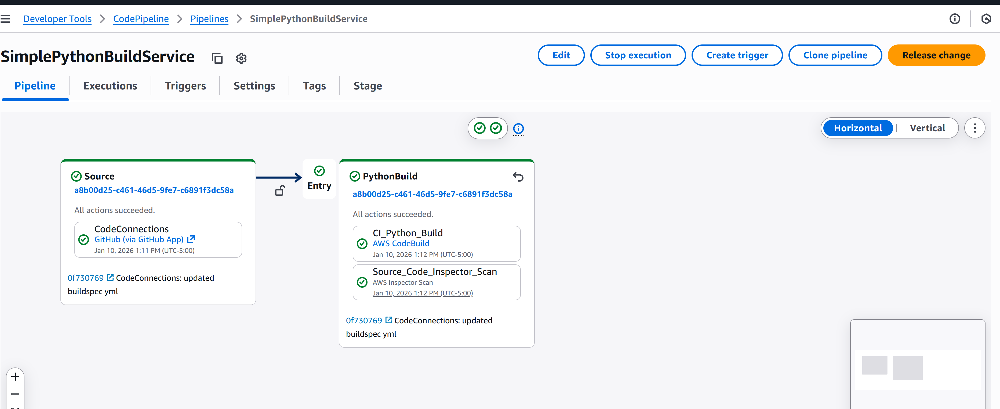 Developer Tools > CodePipeline > Pipelines > SimplePythonBuildService
SimplePythonBuildService
Edit
Stop execution
Create trigger
Clone pipeline
Release change
Pipeline
Executions
Triggers
Settings
Tags
Stage
Horizontal | Vertical
Source
a8b00d25-c461-46d5-9fe7-c6891f3dc58a
All actions succeeded.
CodeConnections
GitHub (via GitHub App)
Jan 10, 2026 1:11 PM (UTC-5:00)
0f730769 CodeConnections: updated
buildspec yml
Entry
PythonBuild
a8b00d25-c461-46d5-9fe7-c6891f3dc58a
All actions succeeded.
CI_Python_Build
AWS CodeBuild
Jan 10, 2026 1:12 PM (UTC-5:00)
Source_Code_Inspector_Scan
AWS Inspector Scan
Jan 10, 2026 1:12 PM (UTC-5:00)
0f730769 CodeConnections: updated
buildspec yml